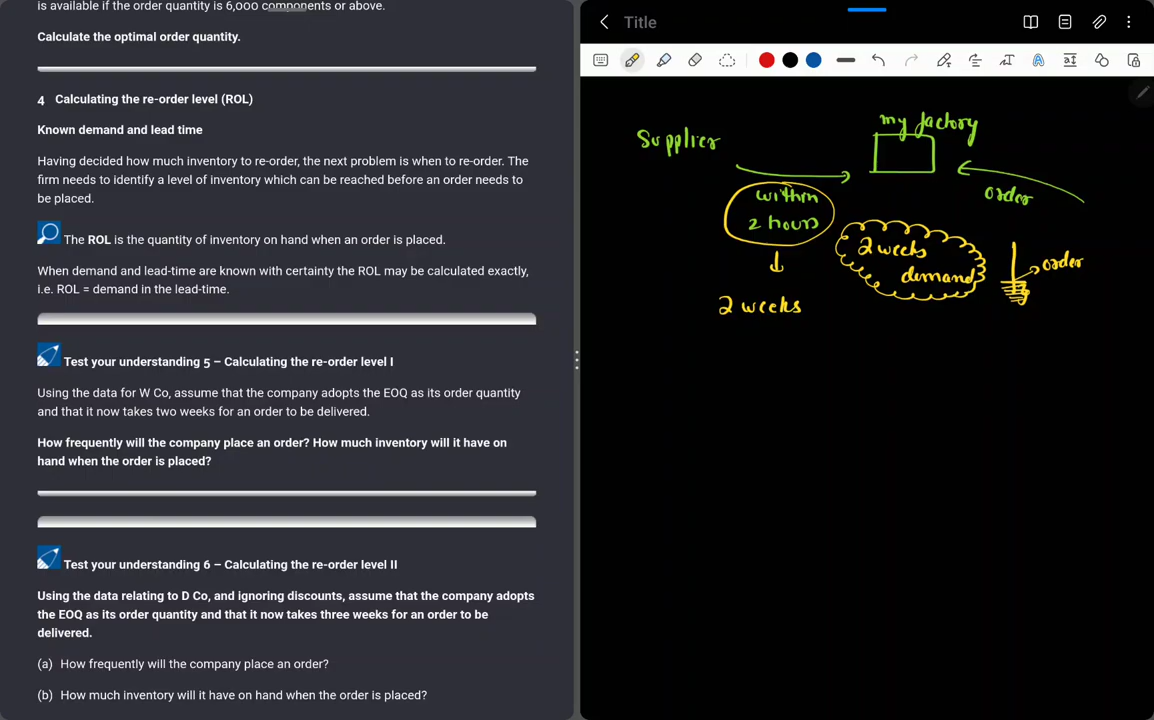 is available if the order quantity is 6,000 components or above.
Calculate the optimal order quantity.
4 Calculating the re-order level (ROL)
Known demand and lead time
Having decided how much inventory to re-order, the next problem is when to re-order. The
firm needs to identify a level of inventory which can be reached before an order needs to
be placed.
The ROL is the quantity of inventory on hand when an order is placed.
When demand and lead-time are known with certainty the ROL may be calculated exactly,
i.e. ROL = demand in the lead-time.
Test your understanding 5 – Calculating the re-order level I
Using the data for W Co, assume that the company adopts the EOQ as its order quantity
and that it now takes two weeks for an order to be delivered.
How frequently will the company place an order? How much inventory will it have on
hand when the order is placed?
Test your understanding 6 – Calculating the re-order level II
Using the data relating to D Co, and ignoring discounts, assume that the company adopts
the EOQ as its order quantity and that it now takes three weeks for an order to be
delivered.
(a) How frequently will the company place an order?
(b) How much inventory will it have on hand when the order is placed?
Title
my factory
Supplier
within
2 hours
order
2 weeks
demand
order
2 weeks